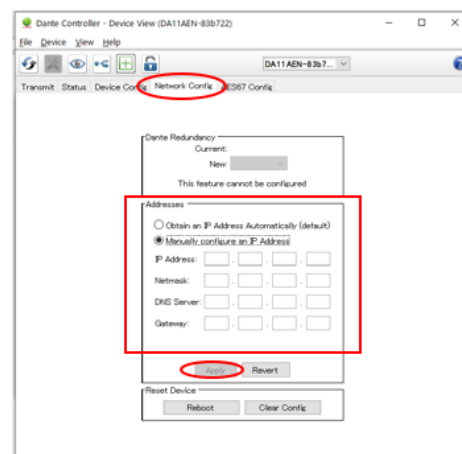 Dante Controller - Device View (DA11AEN-83b722)
File Device View Help
DA11AEN-83b7...
Transmit Status Device Config Network Config AES67 Config
Dante Redundancy
Current:
New:
This feature cannot be configured
Addresses
Obtain an IP Address Automatically (default)
Manually configure an IP Address
IP Address: . . .
Netmask: . . .
DNS Server: . . .
Gateway: . . .
Apply Revert
Reset Device
Reboot Clear Config